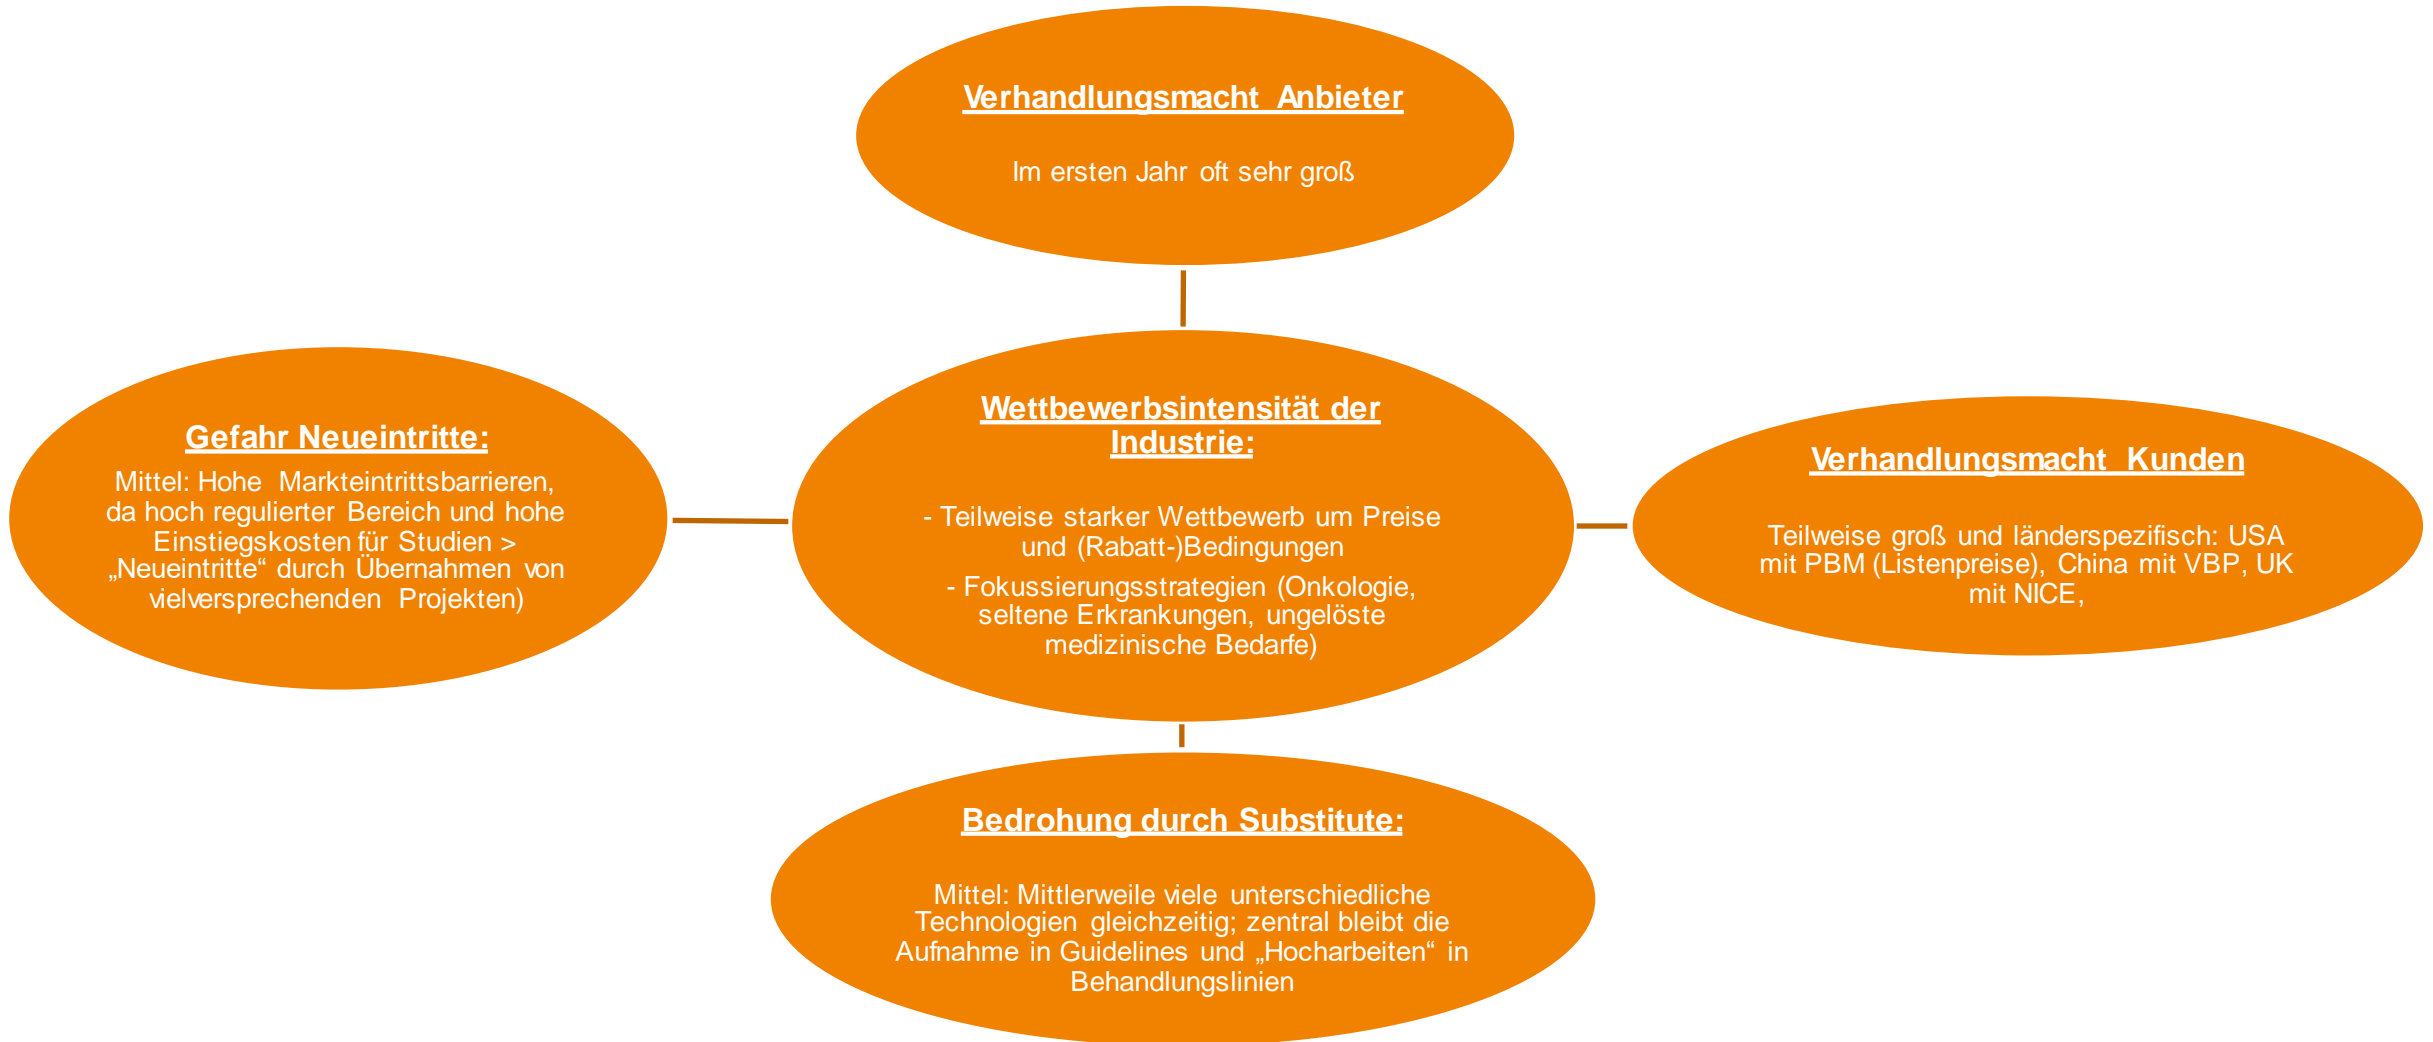 Verhandlungsmacht Anbieter
Im ersten Jahr oft sehr groß
Gefahr Neueintritte:
Mittel: Hohe Markteintrittsbarrieren,
da hoch regulierter Bereich und hohe
Einstiegskosten für Studien >
„Neueintritte“ durch Übernahmen von
vielversprechenden Projekten)
Wettbewerbsintensität der
Industrie:
- Teilweise starker Wettbewerb um Preise
und (Rabatt-)Bedingungen
- Fokussierungsstrategien (Onkologie,
seltene Erkrankungen, ungelöste
medizinische Bedarfe)
Verhandlungsmacht Kunden
Teilweise groß und länderspezifisch: USA
mit PBM (Listenpreise), China mit VBP, UK
mit NICE,
Bedrohung durch Substitute:
Mittel: Mittlerweile viele unterschiedliche
Technologien gleichzeitig; zentral bleibt die
Aufnahme in Guidelines und „Hocharbeiten“ in
Behandlungslinien